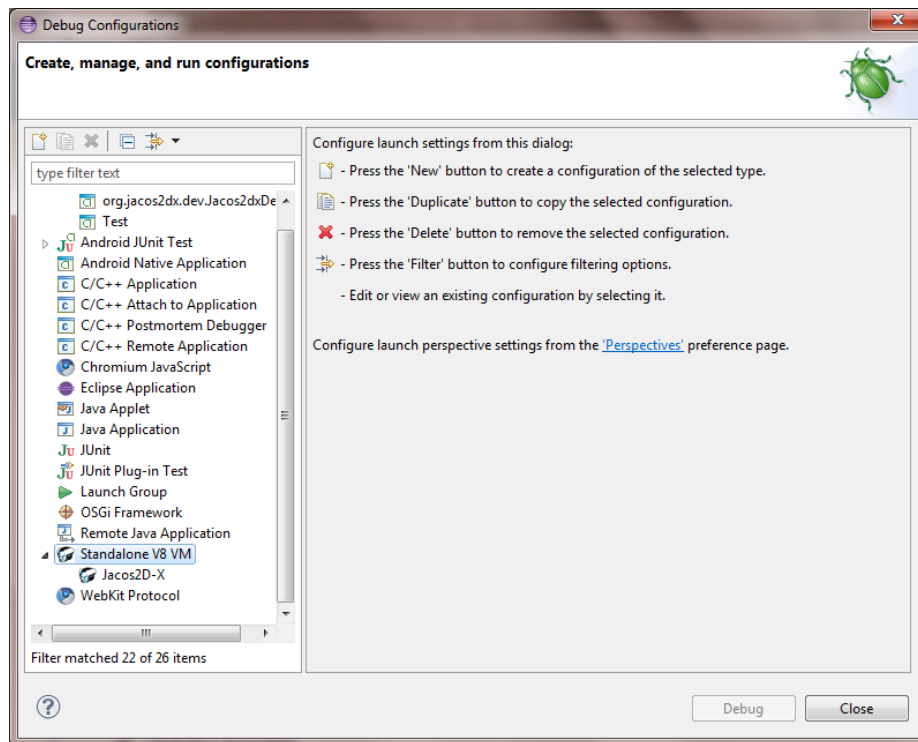 Debug Configurations
Create, manage, and run configurations
type filter text
org.jacos2dx.dev.Jacos2dxDe
Test
Android JUnit Test
Android Native Application
C/C++ Application
C/C++ Attach to Application
C/C++ Postmortem Debugger
C/C++ Remote Application
Chromium JavaScript
Eclipse Application
Java Applet
Java Application
JUnit
JUnit Plug-in Test
Launch Group
OSGi Framework
Remote Java Application
Standalone V8 VM
Jacos2D-X
WebKit Protocol
Filter matched 22 of 26 items
Configure launch settings from this dialog:
- Press the 'New' button to create a configuration of the selected type.
- Press the 'Duplicate' button to copy the selected configuration.
- Press the 'Delete' button to remove the selected configuration.
- Press the 'Filter' button to configure filtering options.
- Edit or view an existing configuration by selecting it.
Configure launch perspective settings from the 'Perspectives' preference page.
Debug
Close